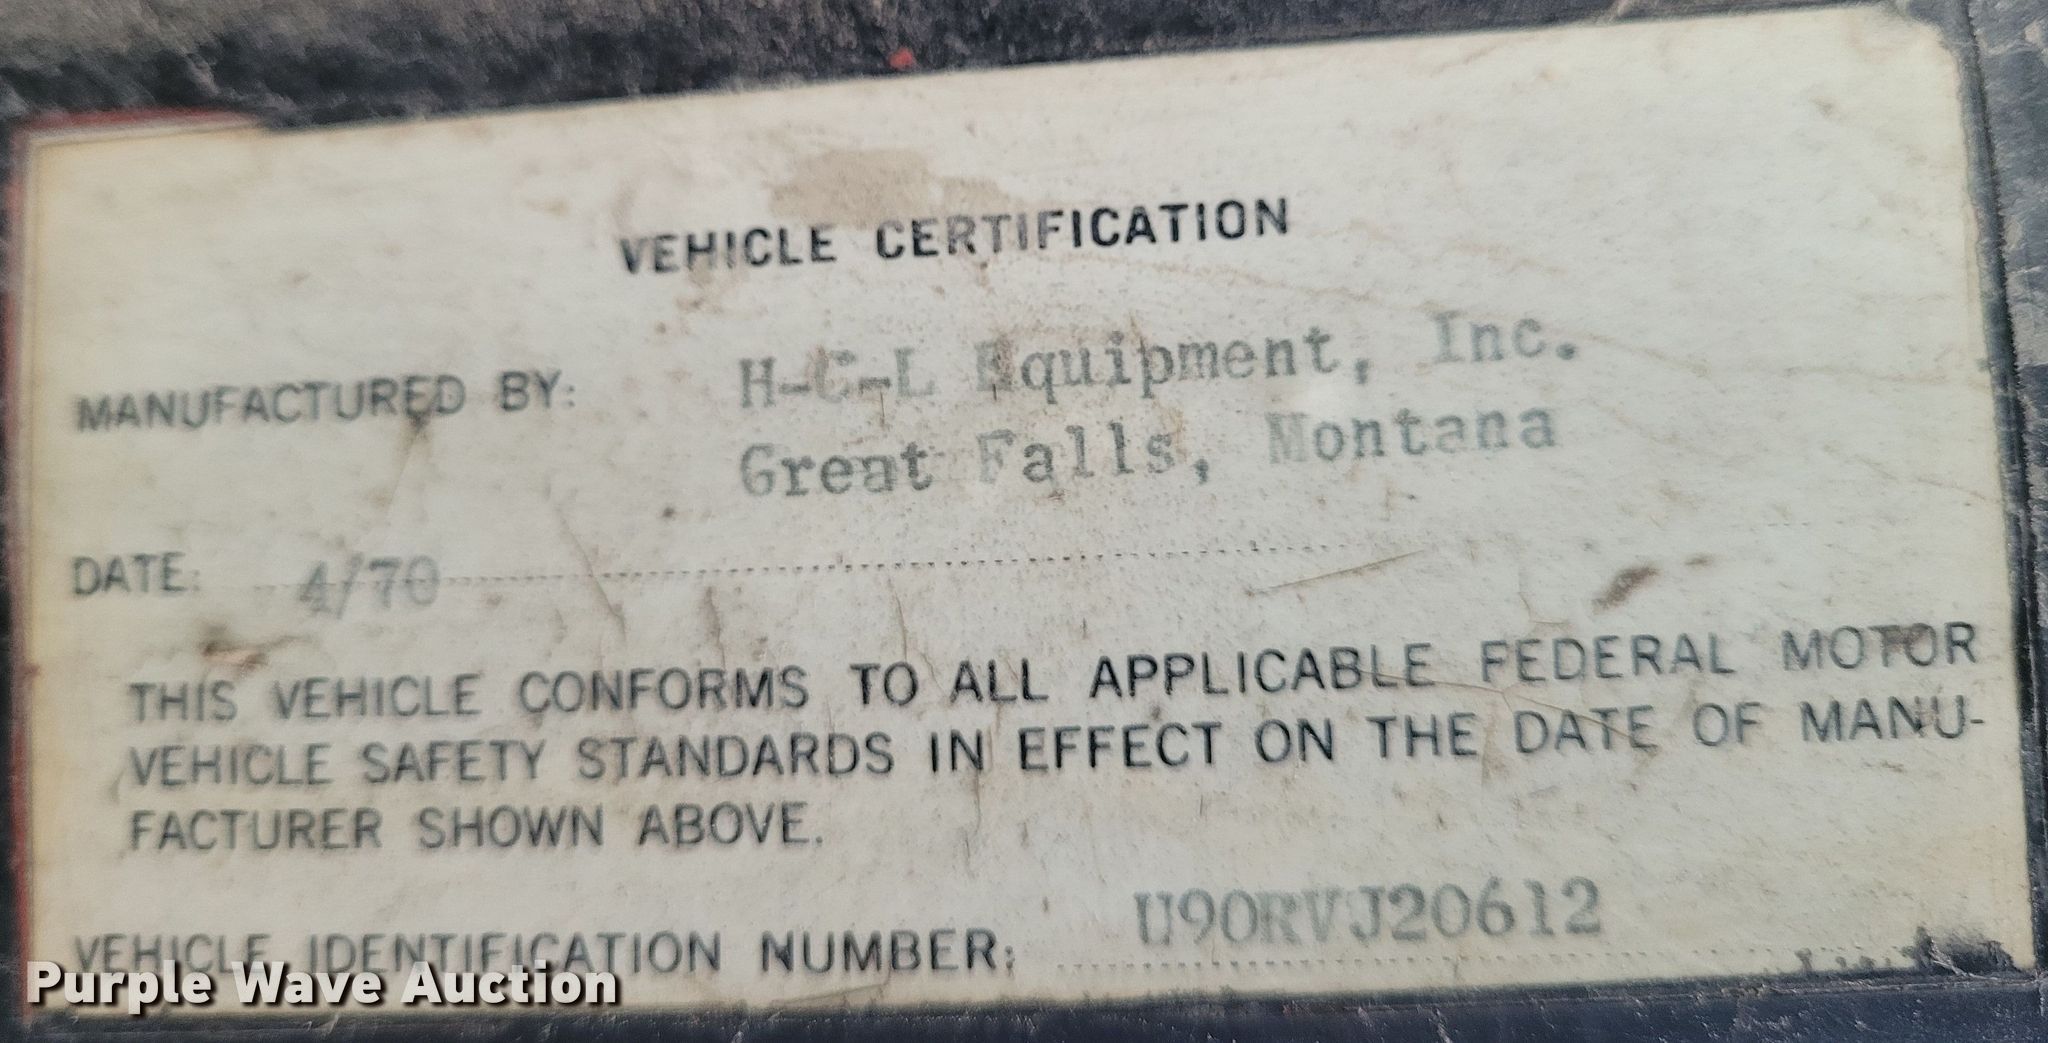 VEHICLE CERTIFICATION
MANUFACTURED BY: H-C-L Equipment, Inc.
Great Falls, Montana
DATE: 4/70
THIS VEHICLE CONFORMS TO ALL APPLICABLE FEDERAL MOTOR
VEHICLE SAFETY STANDARDS IN EFFECT ON THE DATE OF MANU-
FACTURER SHOWN ABOVE.
VEHICLE IDENTIFICATION NUMBER: U90RVJ20612
Purple Wave Auction